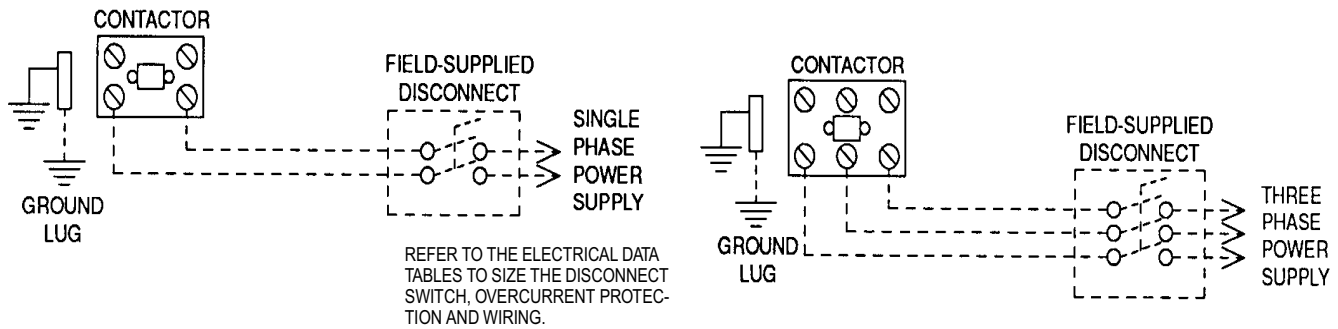 CONTACTOR
FIELD-SUPPLIED
DISCONNECT
SINGLE
PHASE
POWER
SUPPLY
GROUND
LUG
REFER TO THE ELECTRICAL DATA
TABLES TO SIZE THE DISCONNECT
SWITCH, OVERCURRENT PROTEC-
TION AND WIRING.
CONTACTOR
FIELD-SUPPLIED
DISCONNECT
THREE
PHASE
POWER
SUPPLY
GROUND
LUG